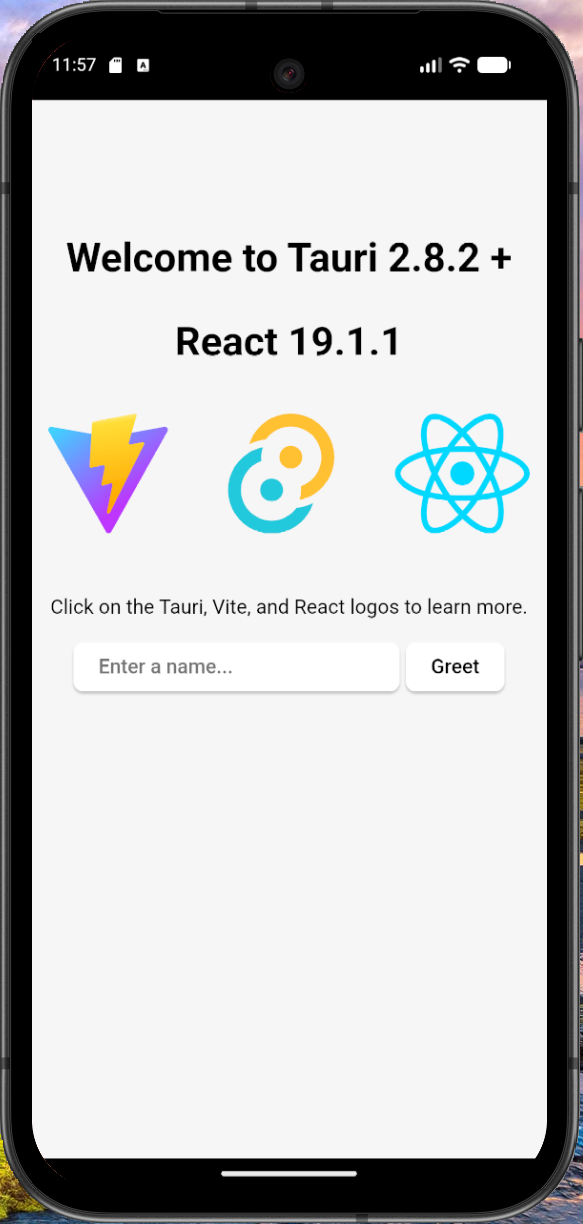 11:57
A
Welcome to Tauri 2.8.2 +
React 19.1.1
Click on the Tauri, Vite, and React logos to learn more.
Enter a name...
Greet